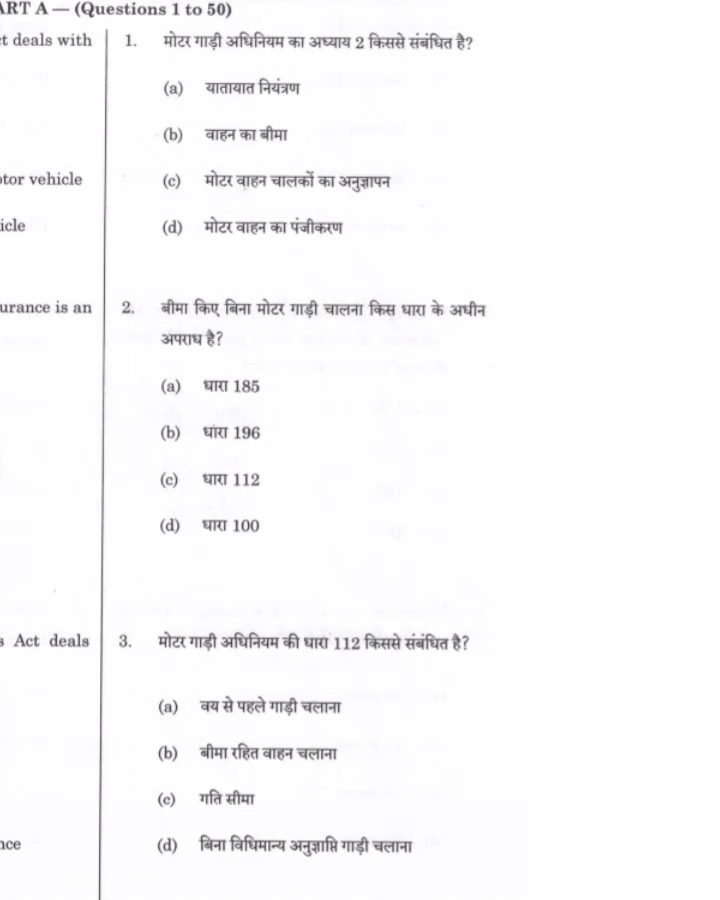 ART A — (Questions 1 to 50)
t deals with
1. मोटर गाड़ी अधिनियम का अध्याय 2 किससे संबंधित है?
(a) यातायात नियंत्रण
(b) वाहन का बीमा
otor vehicle
(c) मोटर वाहन चालकों का अनुज्ञापन
icle
(d) मोटर वाहन का पंजीकरण
urance is an
2. बीमा किए बिना मोटर गाड़ी चालना किस धारा के अधीन
अपराध है?
(a) धारा 185
(b) धारा 196
(c) धारा 112
(d) धारा 100
s Act deals
3. मोटर गाड़ी अधिनियम की धारा 112 किससे संबंधित है?
(a) वय से पहले गाड़ी चलाना
(b) बीमा रहित वाहन चलाना
(c) गति सीमा
nce
(d) बिना विधिमान्य अनुज्ञाप्ति गाड़ी चलाना